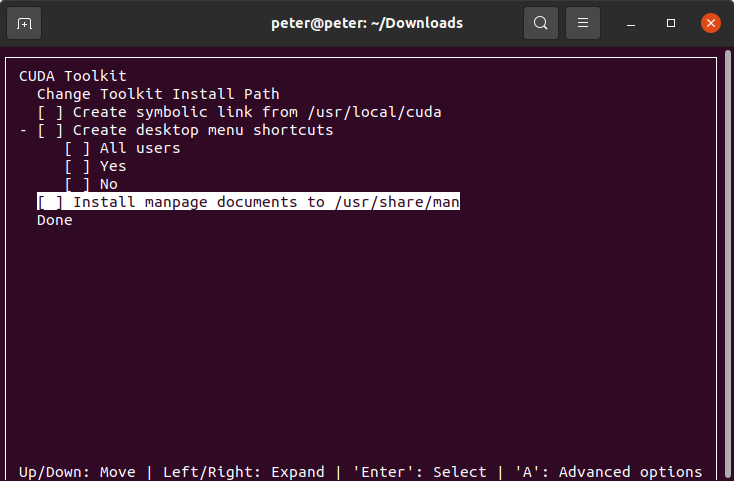 peter@peter: ~/Downloads
CUDA Toolkit
Change Toolkit Install Path
[ ] Create symbolic link from /usr/local/cuda
- [ ] Create desktop menu shortcuts
[ ] All users
[ ] Yes
[ ] No
[ ] Install manpage documents to /usr/share/man
Done
Up/Down: Move | Left/Right: Expand | 'Enter': Select | 'A': Advanced options